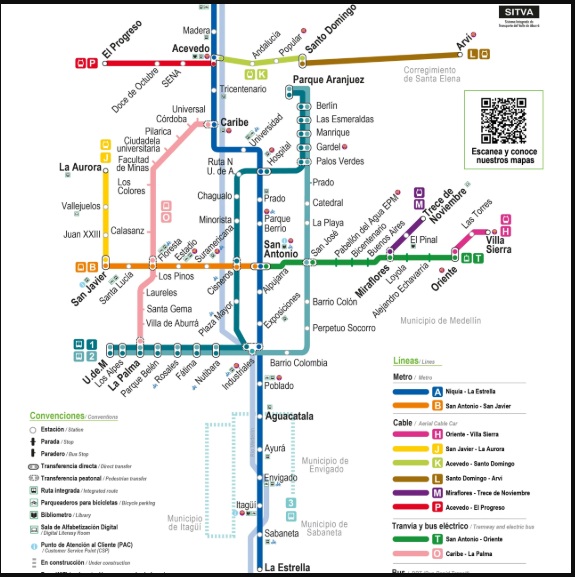 SITVA
Sistema Integrado de
Transporte del Valle de Aburrá
Madera
Acevedo
El Progreso
P
Doce de Octubre
SENA
Andalucía
Popular
Santo Domingo
K
Arví
L
Corregimiento
de Santa Elena
Tricentenario
Parque Aranjuez
Universal
Córdoba
Pilarica
Caribe
Universidad
Hospital
Berlin
Las Esmeraldas
Manrique
Gardel
Palos Verdes
Escanea y conoce
nuestros mapas
Ciudadela
universitaria
Facultad
de Minas
Los
Colores
Calasanz
O
La Aurora
J
Vallejuelos
Juan XXIII
Ruta N
U. de A.
Chagualo
Minorista
Prado
Parque
Berrio
San
Antonio
Prado
Catedral
La Playa
San José
Pabellón del Agua EPM
Bicentenario
Buenos Aires
M
Trece de
Noviembre
El Pinal
Las Torres
H
Villa
Sierra
B
San Javier
Santa Lucía
Floresta
Estadio
Suramericana
Cisneros
Alpujarra
Miraflores
Loyola
Alejandro Echavarría
Oriente
T
Los Pinos
Laureles
Santa Gema
Villa de Aburrá
Plaza Mayor
Exposiciones
Barrio Colón
Perpetuo Socorro
Municipio de Medellín
1
2
U.de.M
Los Alpes
La Palma
Parque Belén
Rosales
Fátima
Nutibara
Industriales
Barrio Colombia
Poblado
Aguacatala
Ayurá
Envigado
Itagüí
Sabaneta
La Estrella
3
Municipio de
Envigado
Municipio
de Itagüí
Municipio de
Sabaneta
Convenciones/ Conventions
Estación / Station
Parada / Stop
Paradero / Bus Stop
Transferencia directa / Direct transfer
Transferencia peatonal / Pedestrian transfer
Ruta integrada / Integrated route
Parqueaderos para bicicletas / Bicycle parking
Bibliometro / Library
Sala de Alfabetización Digital
/ Digital Literacy Room
Punto de Atención al Cliente (PAC)
/ Customer Service Point (CSP)
En construcción / Under construction
Líneas/ Lines
Metro / Metro
A Niquía - La Estrella
B San Antonio - San Javier
Cable / Aerial Cable Car
H Oriente - Villa Sierra
J San Javier - La Aurora
K Acevedo - Santo Domingo
L Santo Domingo - Arví
M Miraflores - Trece de Noviembre
P Acevedo - El Progreso
Tranvía y bus eléctrico / Tramway and electric bus
T San Antonio - Oriente
O Caribe - La Palma